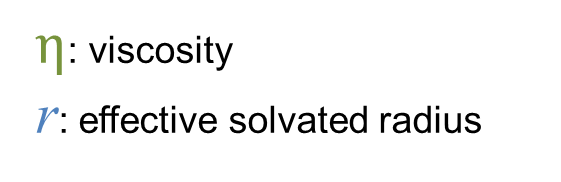 η: viscosity
r: effective solvated radius